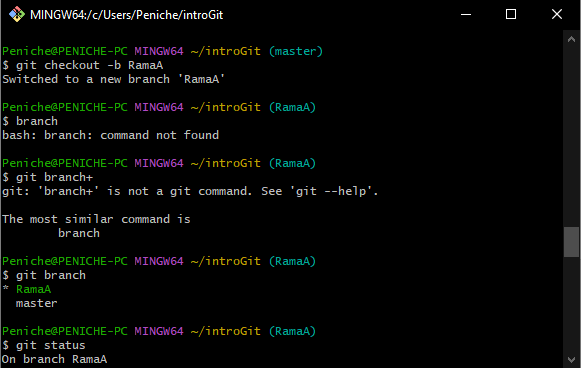 MINGW64:/c/Users/Peniche/introGit
Peniche@PENICHE-PC MINGW64 ~/introGit (master)
$ git checkout -b RamaA
Switched to a new branch 'RamaA'
Peniche@PENICHE-PC MINGW64 ~/introGit (RamaA)
$ branch
bash: branch: command not found
Peniche@PENICHE-PC MINGW64 ~/introGit (RamaA)
$ git branch+
git: 'branch+' is not a git command. See 'git --help'.
The most similar command is
branch
Peniche@PENICHE-PC MINGW64 ~/introGit (RamaA)
$ git branch
* RamaA
master
Peniche@PENICHE-PC MINGW64 ~/introGit (RamaA)
$ git status
On branch RamaA